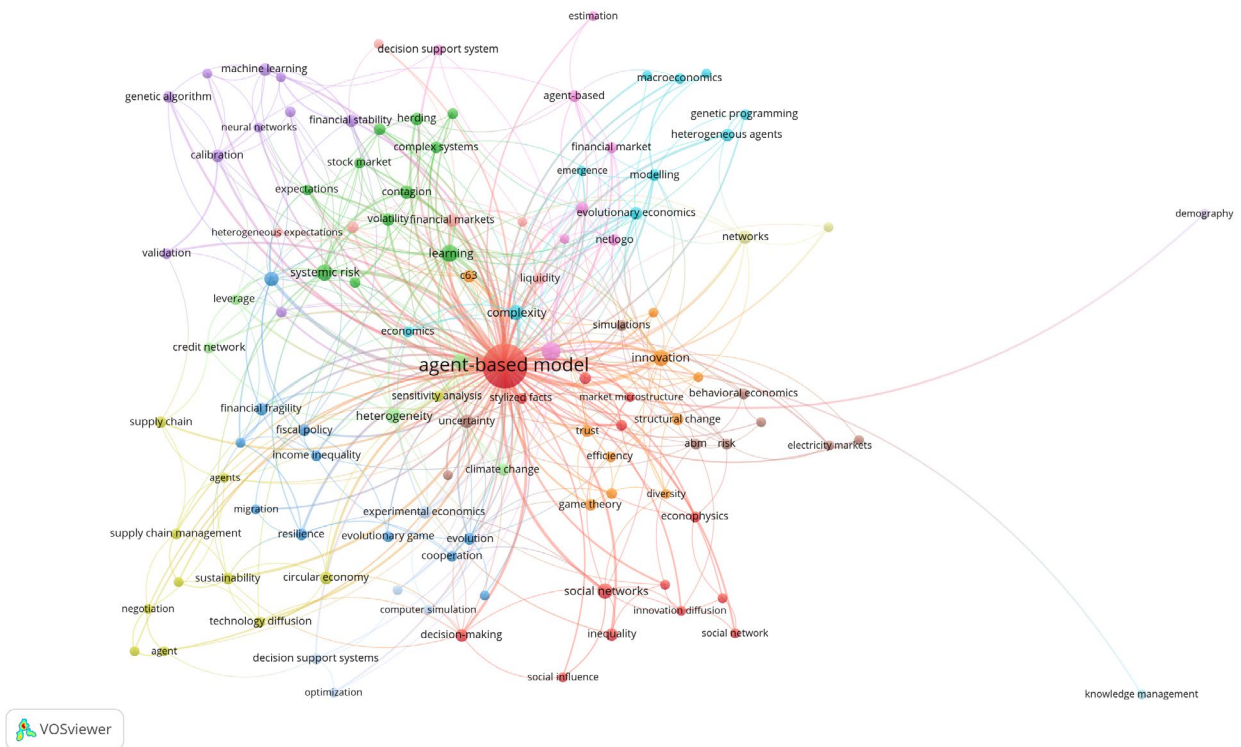 estimation
decision support system
machine learning
macroeconomics
genetic algorithm
agent-based
genetic programming
financial stability
herding
neural networks
heterogeneous agents
complex systems
financial market
calibration
stock market
emergence
modelling
expectations
contagion
evolutionary economics
demography
volatility
financial markets
heterogeneous expectations
netlogo
networks
validation
learning
systemic risk
c63
liquidity
leverage
complexity
economics
simulations
credit network
agent-based model
innovation
sensitivity analysis
stylized facts
market microstructure
behavioral economics
financial fragility
heterogeneity
uncertainty
structural change
supply chain
fiscal policy
trust
abm
risk
electricity markets
income inequality
efficiency
climate change
agents
diversity
migration
experimental economics
game theory
econophysics
supply chain management
resilience
evolutionary game
evolution
cooperation
sustainability
circular economy
social networks
negotiation
computer simulation
innovation diffusion
technology diffusion
decision-making
inequality
social network
agent
decision support systems
social influence
optimization
knowledge management
VOSviewer